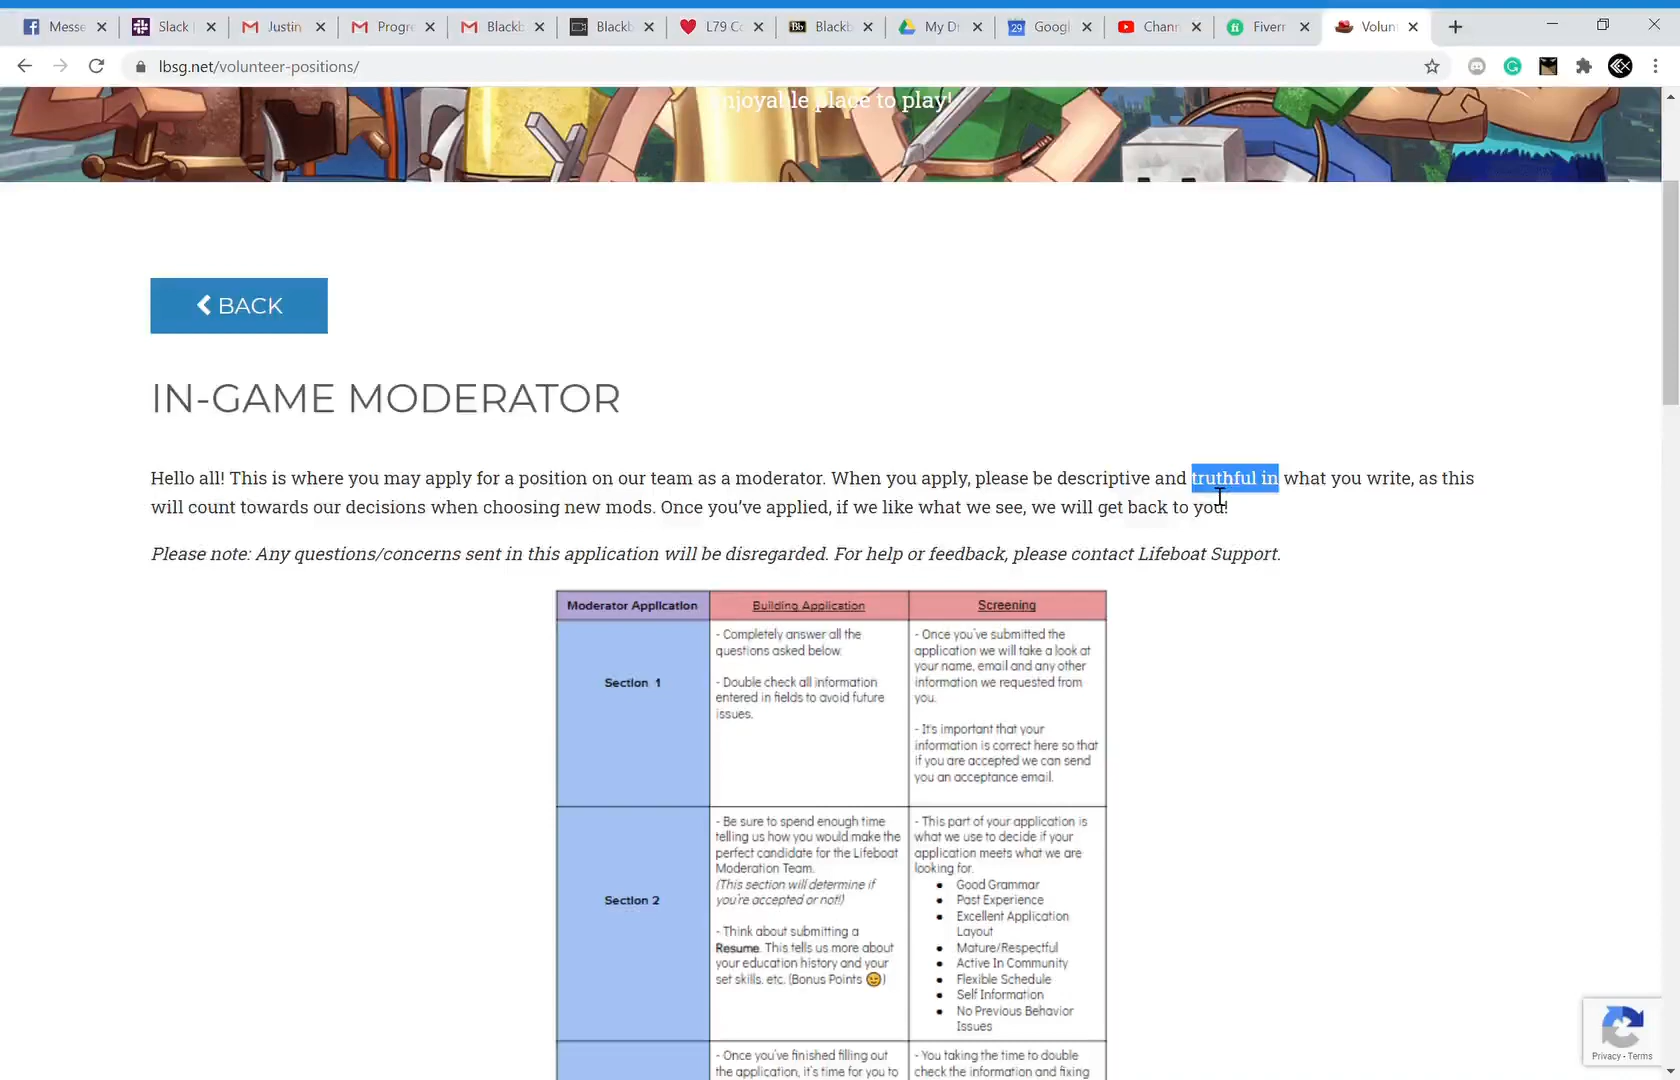 Messe Slack Justin Progre Blackb Blackb L79 Co Blackb My Dr Googl Chann Fiverr Volun
lbsg.net/volunteer-positions/
enjoyable place to play!
BACK
IN-GAME MODERATOR
Hello all! This is where you may apply for a position on our team as a moderator. When you apply, please be descriptive and truthful in what you write, as this
will count towards our decisions when choosing new mods. Once you've applied, if we like what we see, we will get back to you!
Please note: Any questions/concerns sent in this application will be disregarded. For help or feedback, please contact Lifeboat Support.
Moderator Application
Building Application
Screening
Section 1
- Completely answer all the
questions asked below.
- Double check all information
entered in fields to avoid future
issues.
- Once you've submitted the
application we will take a look at
your name, email and any other
information we requested from
you.
- It's important that your
information is correct here so that
if you are accepted we can send
you an acceptance email.
Section 2
- Be sure to spend enough time
telling us how you would make the
perfect candidate for the Lifeboat
Moderation Team.
(This section will determine if
you're accepted or not!)
- Think about submitting a
Resume. This tells us more about
your education history and your
set skills. etc. (Bonus Points 😉)
- This part of your application is
what we use to decide if your
application meets what we are
looking for.
● Good Grammar
● Past Experience
● Excellent Application
Layout
● Mature/Respectful
● Active In Community
● Flexible Schedule
● Self Information
● No Previous Behavior
Issues
- Once you've finished filling out
the application, it's time for you to
- You taking the time to double
check the information and fixing
Privacy - Terms